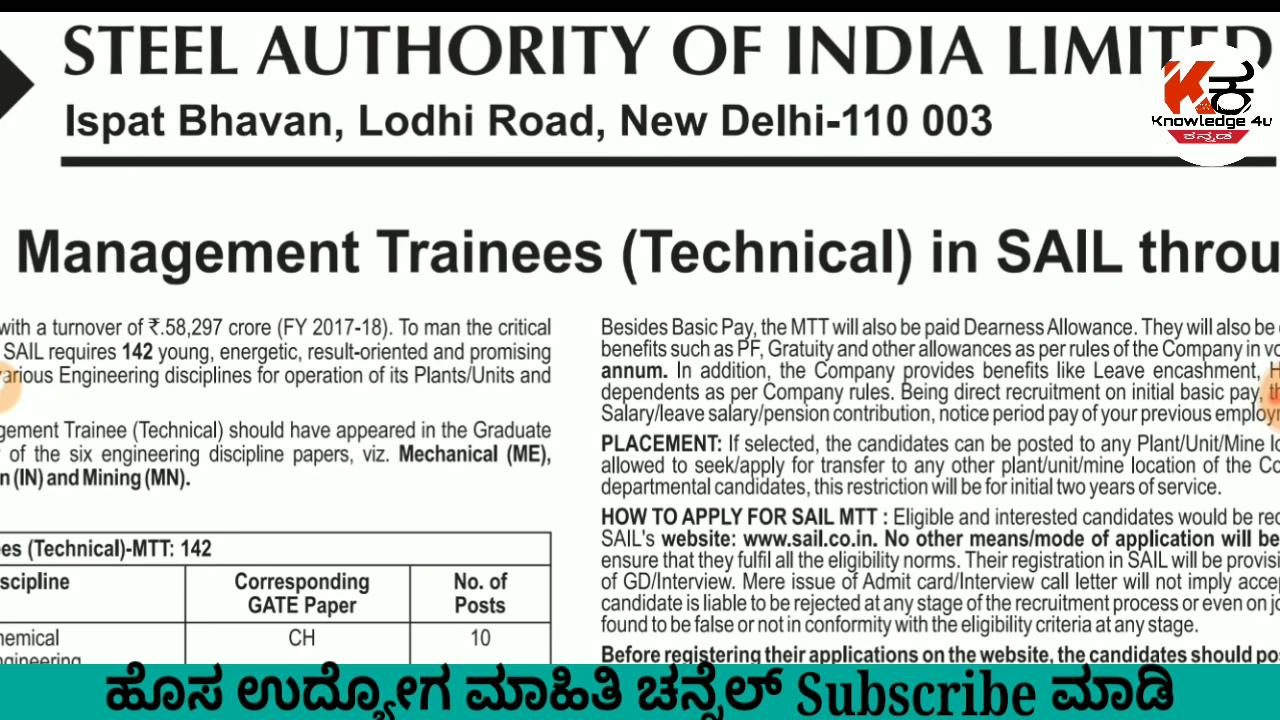 STEEL AUTHORITY OF INDIA LIMITED
Ispat Bhavan, Lodhi Road, New Delhi-110 003
Knowledge 4u
ಕನ್ನಡ
Management Trainees (Technical) in SAIL throu
with a turnover of ₹.58,297 crore (FY 2017-18). To man the critical
SAIL requires 142 young, energetic, result-oriented and promising
various Engineering disciplines for operation of its Plants/Units and
gement Trainee (Technical) should have appeared in the Graduate
of the six engineering discipline papers, viz. Mechanical (ME),
n (IN) and Mining (MN).
ees (Technical)-MTT: 142
scipline Corresponding GATE Paper No. of Posts
hemical CH 10
ngineering
Besides Basic Pay, the MTT will also be paid Dearness Allowance. They will also be
benefits such as PF, Gratuity and other allowances as per rules of the Company in vo
annum. In addition, the Company provides benefits like Leave encashment, H
dependents as per Company rules. Being direct recruitment on initial basic pay, th
Salary/leave salary/pension contribution, notice period pay of your previous employm
PLACEMENT: If selected, the candidates can be posted to any Plant/Unit/Mine lo
allowed to seek/apply for transfer to any other plant/unit/mine location of the Co
departmental candidates, this restriction will be for initial two years of service.
HOW TO APPLY FOR SAIL MTT : Eligible and interested candidates would be rec
SAIL's website: www.sail.co.in. No other means/mode of application will be
ensure that they fulfil all the eligibility norms. Their registration in SAIL will be provisi
of GD/Interview. Mere issue of Admit card/Interview call letter will not imply accep
candidate is liable to be rejected at any stage of the recruitment process or even on jo
found to be false or not in conformity with the eligibility criteria at any stage.
Before registering their applications on the website, the candidates should pos
ಹೊಸ ಉದ್ಯೋಗ ಮಾಹಿತಿ ಚನ್ನೆಲ್ Subscribe ಮಾಡಿ